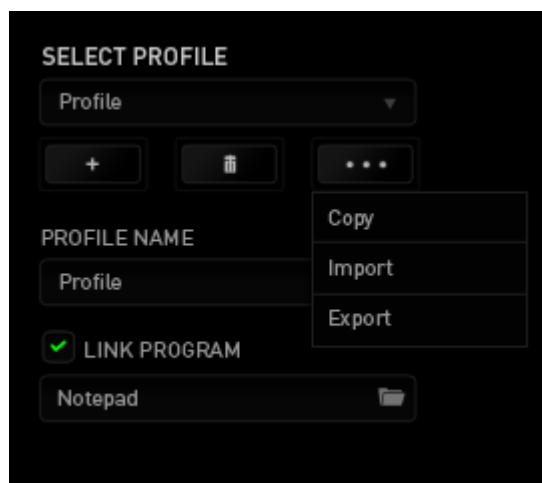 SELECT PROFILE
Profile
+
PROFILE NAME
Profile
Copy
Import
Export
LINK PROGRAM
Notepad